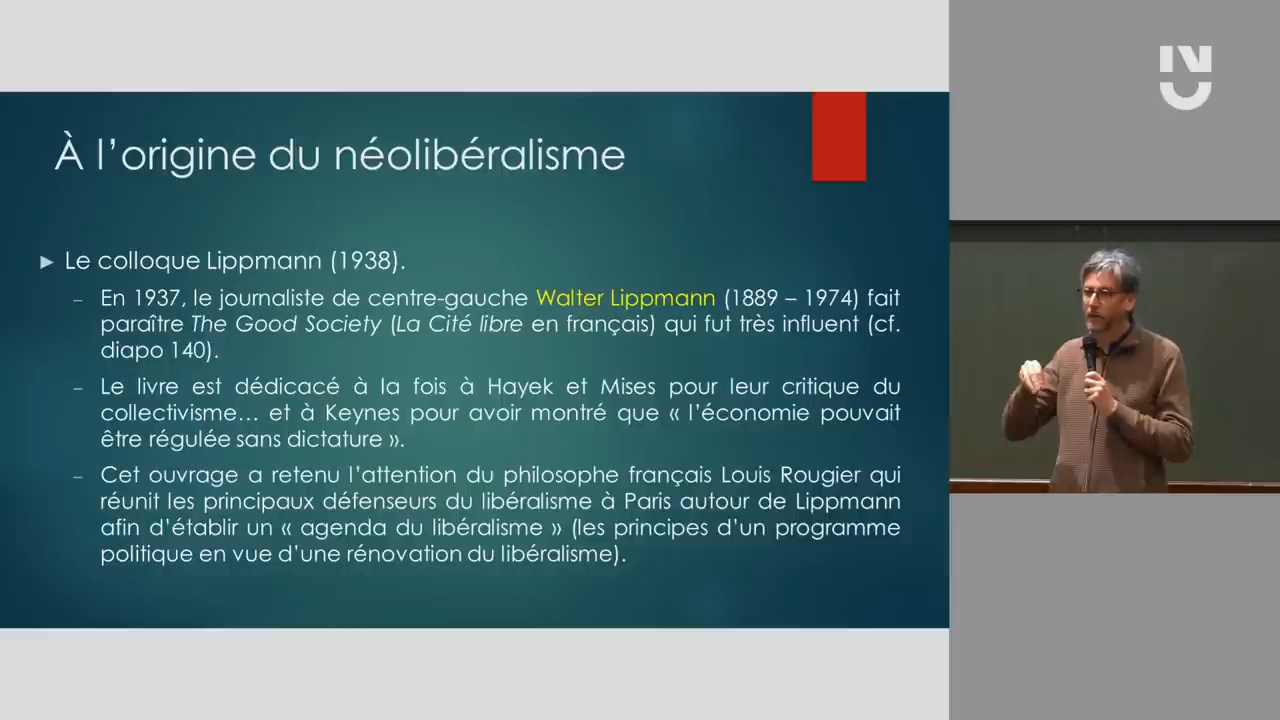 À l’origine du néolibéralisme
Le colloque Lippmann (1938).
– En 1937, le journaliste de centre-gauche Walter Lippmann (1889 – 1974) fait
paraître The Good Society (La Cité libre en français) qui fut très influent (cf.
diapo 140).
– Le livre est dédicacé à la fois à Hayek et Mises pour leur critique du
collectivisme… et à Keynes pour avoir montré que « l’économie pouvait
être régulée sans dictature ».
– Cet ouvrage a retenu l’attention du philosophe français Louis Rougier qui
réunit les principaux défenseurs du libéralisme à Paris autour de Lippmann
afin d’établir un « agenda du libéralisme » (les principes d’un programme
politique en vue d’une rénovation du libéralisme).